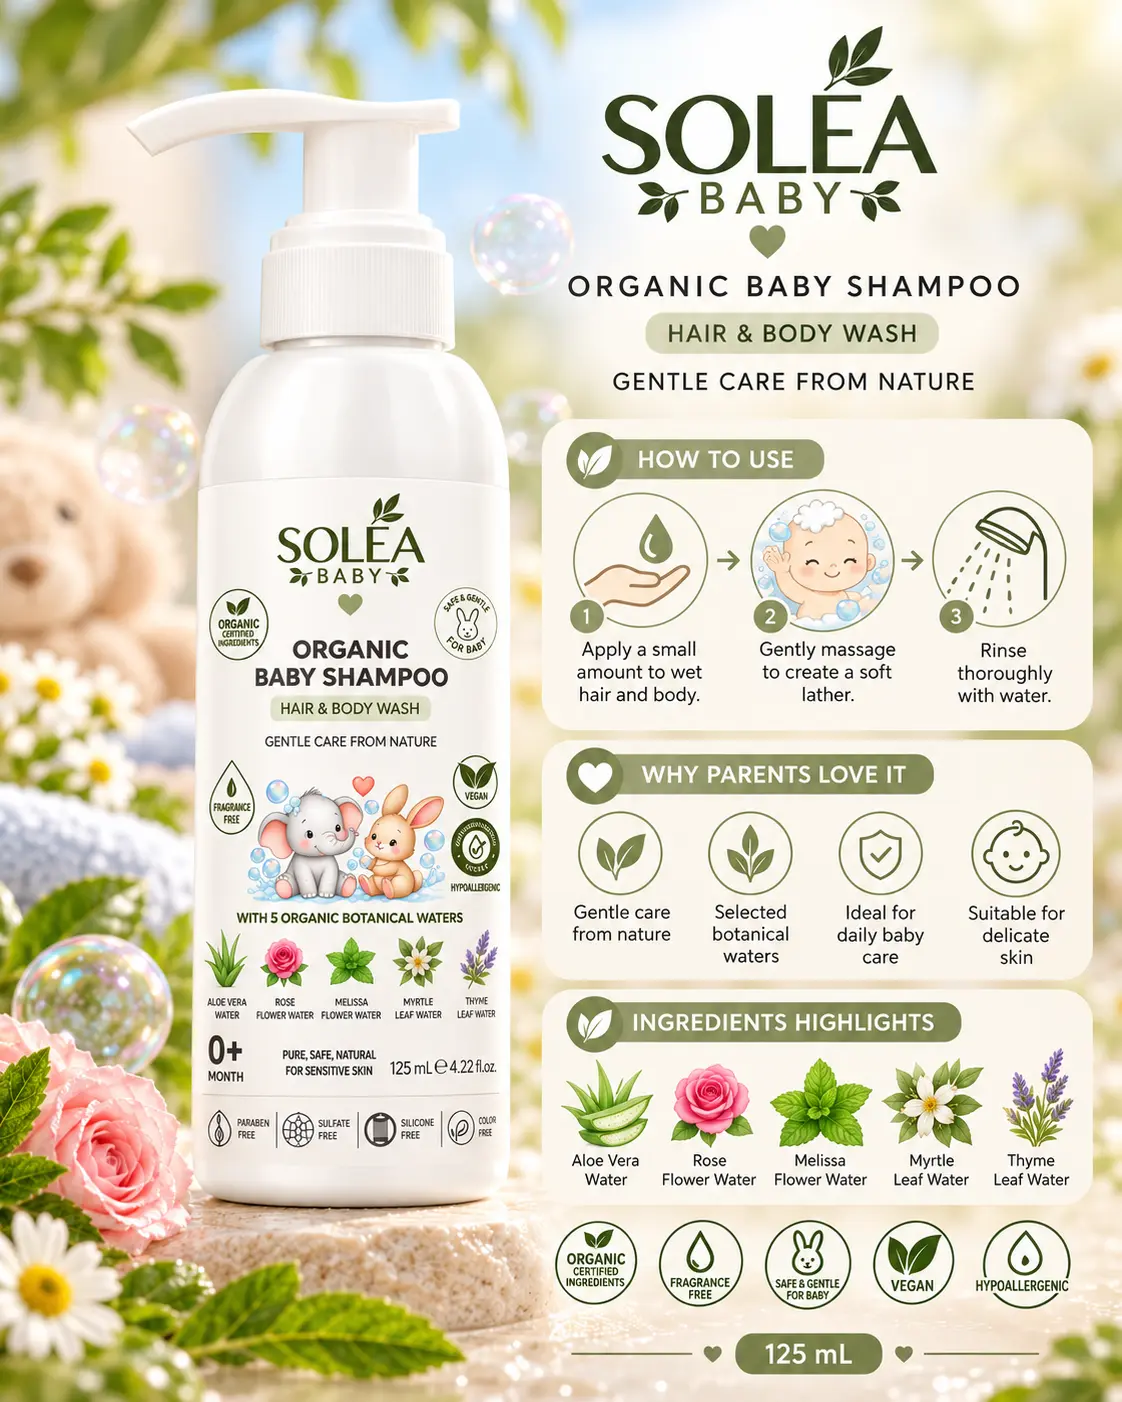 SOLÉA
BABY
ORGANIC BABY SHAMPOO
HAIR & BODY WASH
GENTLE CARE FROM NATURE
SOLÉA
BABY
ORGANIC
CERTIFIED
INGREDIENTS
SAFE & GENTLE
FOR BABY
ORGANIC
BABY SHAMPOO
HAIR & BODY WASH
GENTLE CARE FROM NATURE
FRAGRANCE
FREE
VEGAN
HYPOALLERGENIC
WITH 5 ORGANIC BOTANICAL WATERS
ALOE VERA
WATER
ROSE
FLOWER WATER
MELISSA
FLOWER WATER
MYRTLE
LEAF WATER
THYME
LEAF WATER
0+
MONTH
PURE, SAFE, NATURAL
FOR SENSITIVE SKIN
125 mL ℮ 4.22 fl.oz.
PARABEN
FREE
SULFATE
FREE
SILICONE
FREE
COLOR
FREE
HOW TO USE
1
Apply a small
amount to wet
hair and body.
2
Gently massage
to create a soft
lather.
3
Rinse
thoroughly
with water.
WHY PARENTS LOVE IT
Gentle care
from nature
Selected
botanical
waters
Ideal for
daily baby
care
Suitable for
delicate
skin
INGREDIENTS HIGHLIGHTS
Aloe Vera
Water
Rose
Flower Water
Melissa
Flower Water
Myrtle
Leaf Water
Thyme
Leaf Water
ORGANIC
CERTIFIED
INGREDIENTS
FRAGRANCE
FREE
SAFE & GENTLE
FOR BABY
VEGAN
HYPOALLERGENIC
125 mL